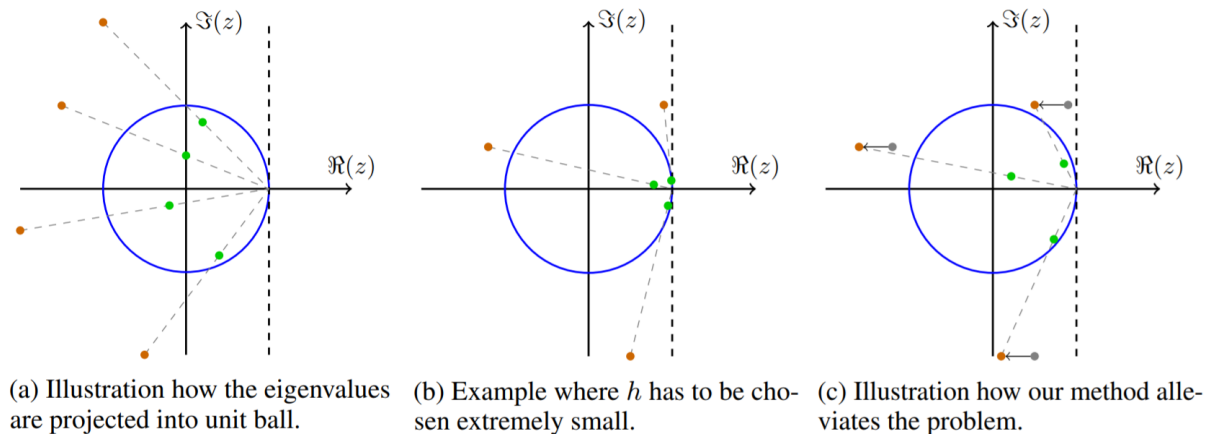 ℑ(z)
ℜ(z)
(a) Illustration how the eigenvalues
are projected into unit ball.
ℑ(z)
ℜ(z)
(b) Example where h has to be cho-
sen extremely small.
ℑ(z)
ℜ(z)
(c) Illustration how our method alle-
viates the problem.